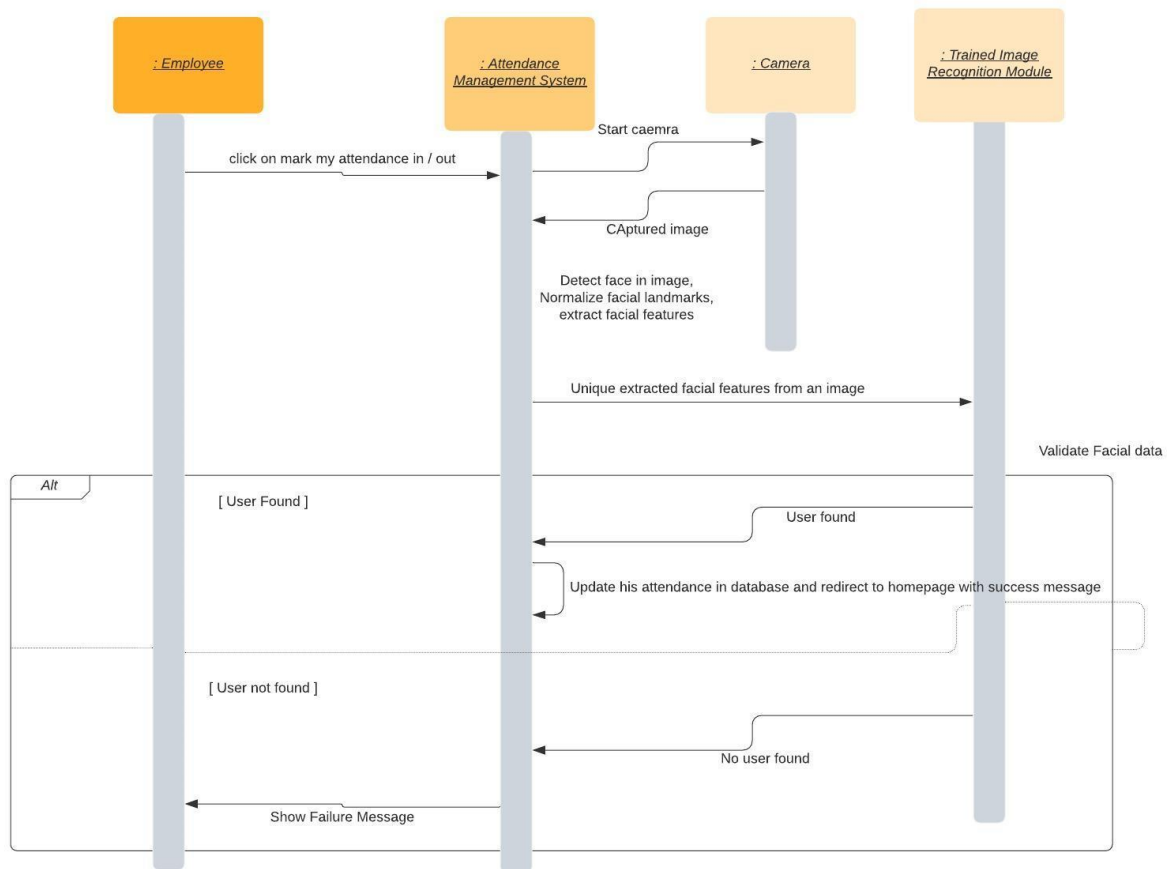 : Employee
: Attendance
Management System
: Camera
: Trained Image
Recognition Module
Start caemra
click on mark my attendance in / out
CAptured image
Detect face in image,
Normalize facial landmarks,
extract facial features
Unique extracted facial features from an image
Validate Facial data
Alt
[ User Found ]
User found
Update his attendance in database and redirect to homepage with success message
[ User not found ]
No user found
Show Failure Message